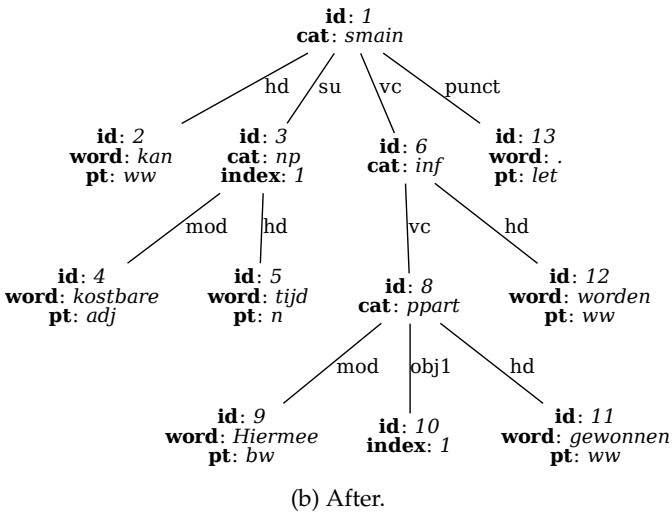 id: 1
cat: smain
hd su vc punct
id: 2
word: kan
pt: ww
id: 3
cat: np
index: 1
id: 6
cat: inf
id: 13
word: .
pt: let
mod hd vc hd
id: 4
word: kostbare
pt: adj
id: 5
word: tijd
pt: n
id: 8
cat: ppart
id: 12
word: worden
pt: ww
mod obj1 hd
id: 9
word: Hiermee
pt: bw
id: 10
index: 1
id: 11
word: gewonnen
pt: ww
(b) After.